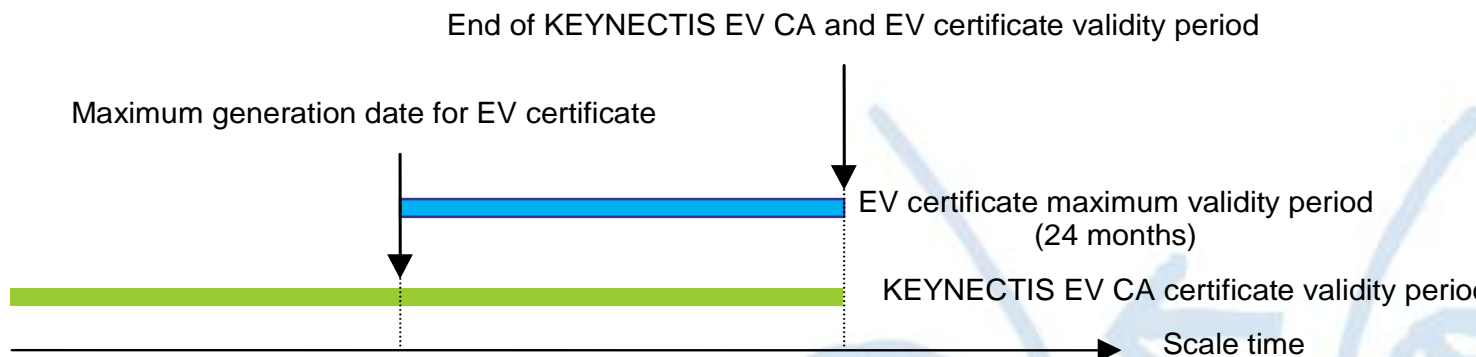 End of KEYNECTIS EV CA and EV certificate validity period
Maximum generation date for EV certificate
EV certificate maximum validity period
(24 months)
KEYNECTIS EV CA certificate validity period
Scale time